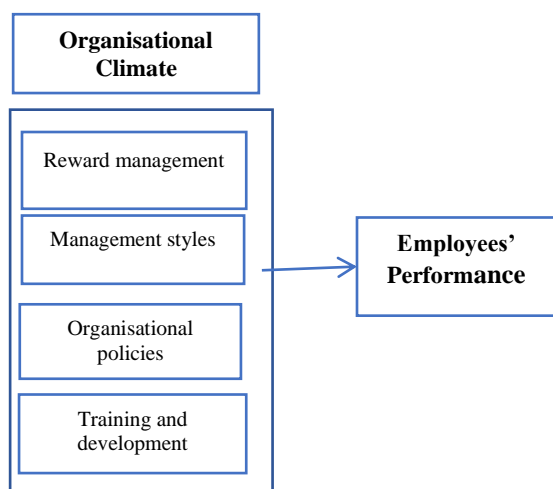 Organisational
Climate
Reward management
Management styles
Organisational
policies
Training and
development
Employees’
Performance